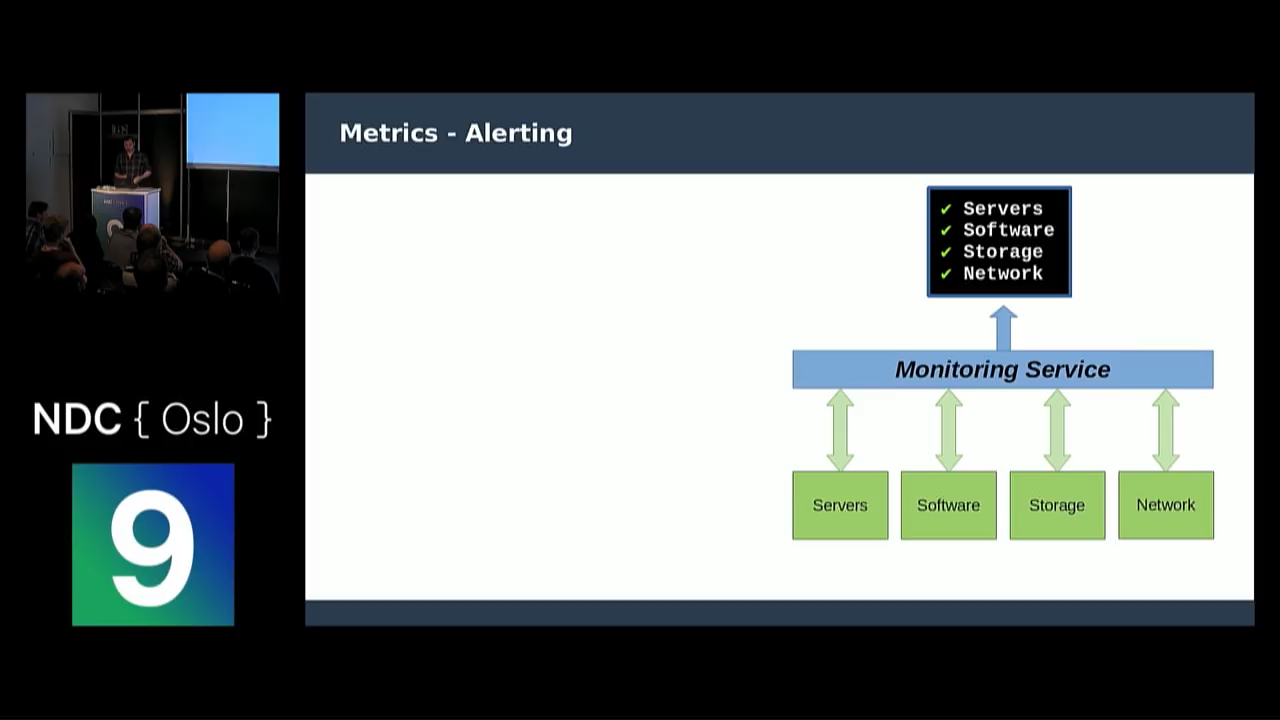 Metrics - Alerting
✔ Servers
✔ Software
✔ Storage
✔ Network
Monitoring Service
Servers
Software
Storage
Network
NDC { Oslo }
9